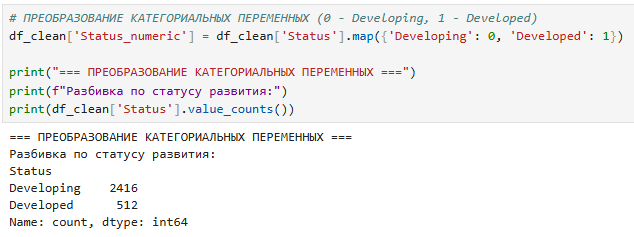 # ПРЕОБРАЗОВАНИЕ КАТЕГОРИАЛЬНЫХ ПЕРЕМЕННЫХ (0 - Developing, 1 - Developed)
df_clean['Status_numeric'] = df_clean['Status'].map({'Developing': 0, 'Developed': 1})

print("=== ПРЕОБРАЗОВАНИЕ КАТЕГОРИАЛЬНЫХ ПЕРЕМЕННЫХ ===")
print(f"Разбивка по статусу развития:")
print(df_clean['Status'].value_counts())
=== ПРЕОБРАЗОВАНИЕ КАТЕГОРИАЛЬНЫХ ПЕРЕМЕННЫХ ===
Разбивка по статусу развития:
Status
Developing    2416
Developed      512
Name: count, dtype: int64